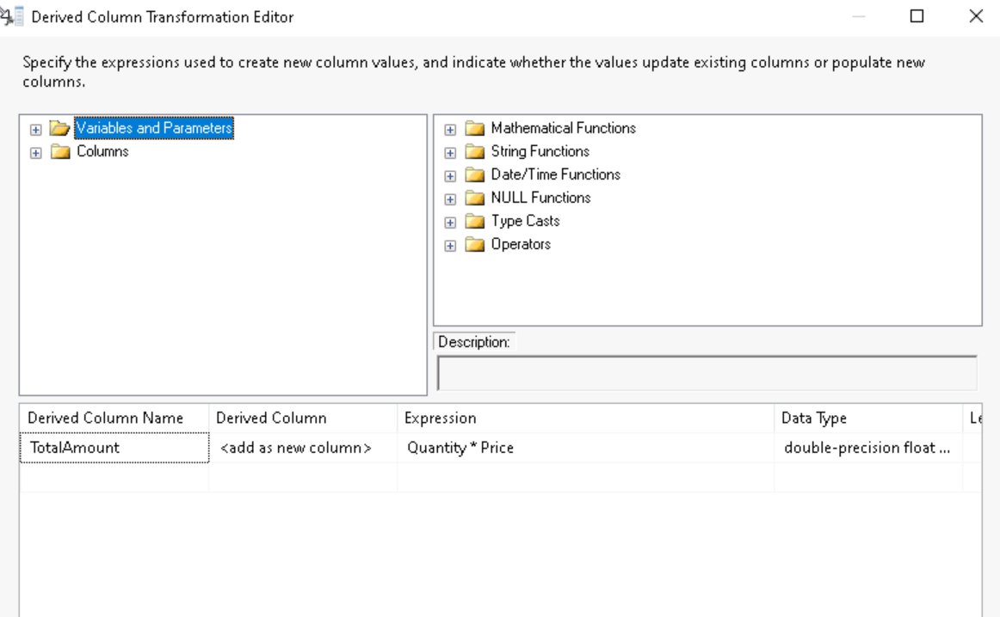 Derived Column Transformation Editor
Specify the expressions used to create new column values, and indicate whether the values update existing columns or populate new
columns.
Variables and Parameters
Columns
Mathematical Functions
String Functions
Date/Time Functions
NULL Functions
Type Casts
Operators
Description:
Derived Column Name Derived Column Expression Data Type
TotalAmount <add as new column> Quantity * Price double-precision float ...